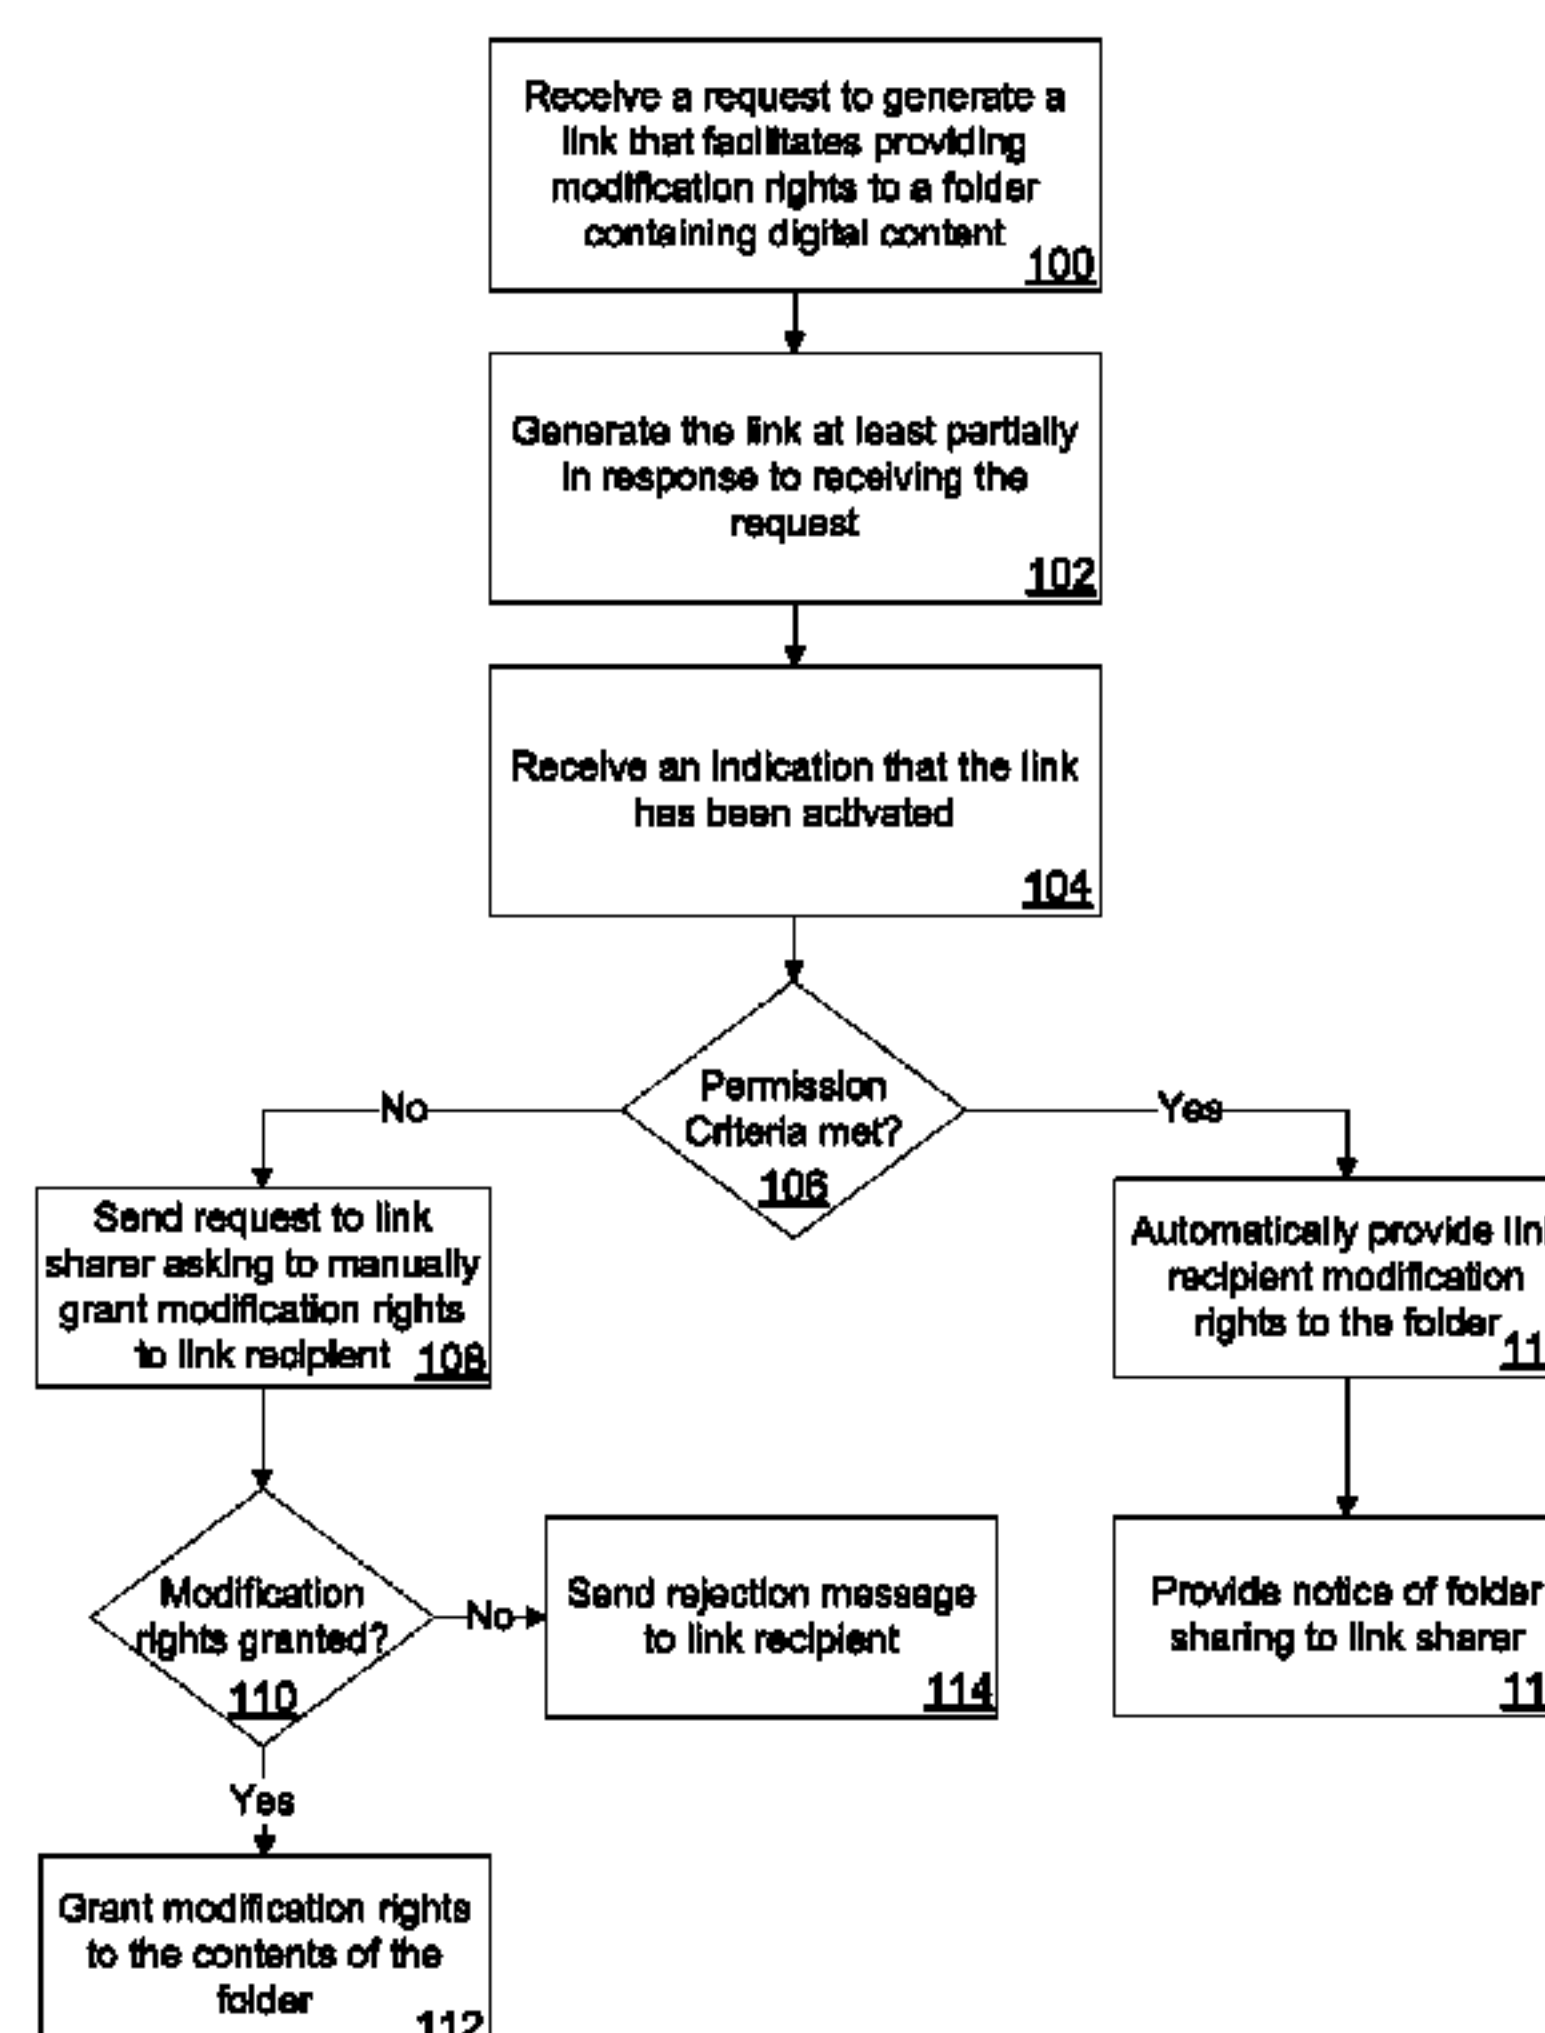 Receive a request to generate a
link that facilitates providing
modification rights to a folder
containing digital content
100
Generate the link at least partially
in response to receiving the
request
102
Receive an indication that the link
has been activated
104
Permission
Criteria met?
106
No
Yes
Send request to link
sharer asking to manually
grant modification rights
to link recipient 108
Automatically provide
recipient modification
rights to the folder
Modification
rights granted?
110
No
Send rejection message
to link recipient
114
Provide notice of folder
sharing to link sharer
Yes
Grant modification rights
to the contents of the
folder
112